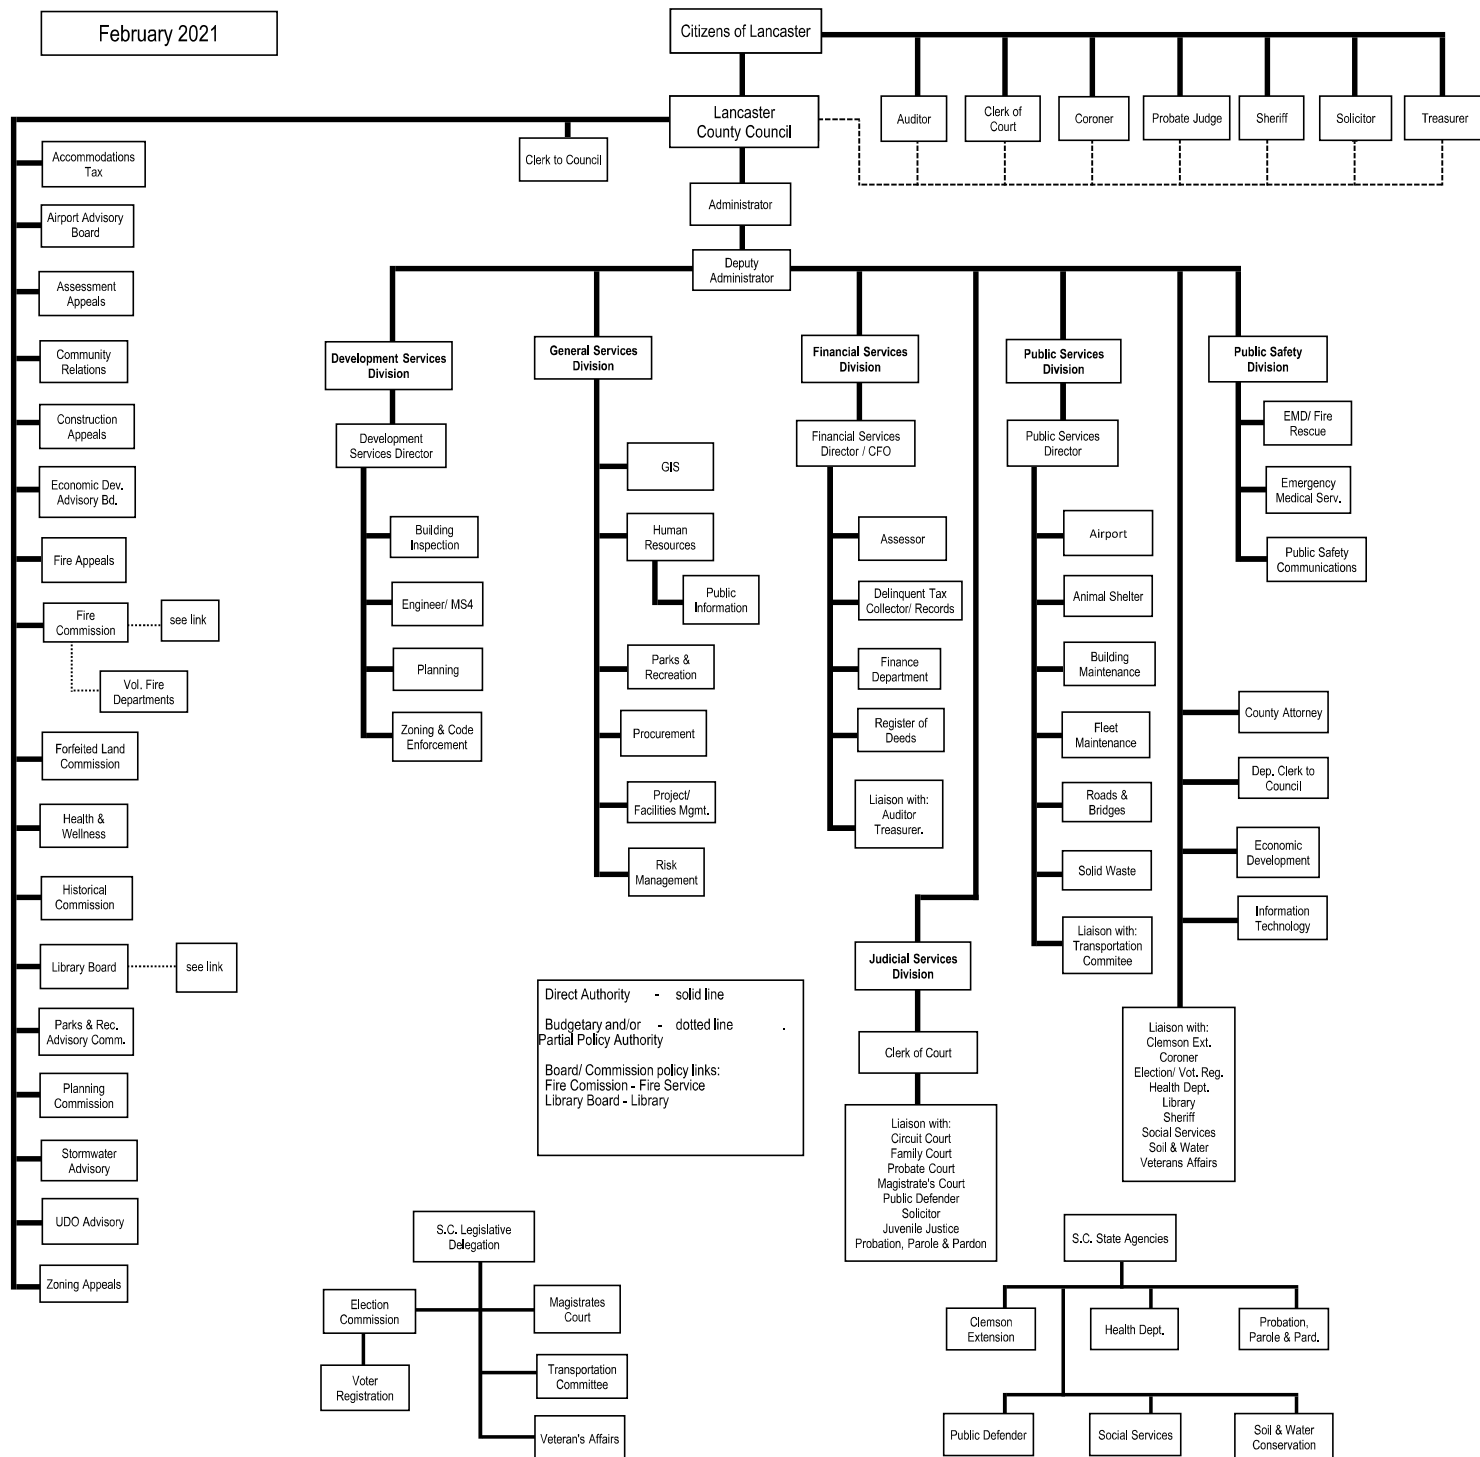 February 2021
Citizens of Lancaster
Lancaster
County Council
Auditor
Clerk of
Court
Coroner
Probate Judge
Sheriff
Solicitor
Treasurer
Clerk to Council
Administrator
Deputy
Administrator
Accommodations
Tax
Airport Advisory
Board
Assessment
Appeals
Community
Relations
Construction
Appeals
Economic Dev.
Advisory Bd.
Fire Appeals
Fire
Commission
see link
Vol. Fire
Departments
Forfeited Land
Commission
Health &
Wellness
Historical
Commission
Library Board
see link
Parks & Rec.
Advisory Comm.
Planning
Commission
Stormwater
Advisory
UDO Advisory
Zoning Appeals
Development Services
Division
Development
Services Director
Building
Inspection
Engineer/ MS4
Planning
Zoning & Code
Enforcement
General Services
Division
GIS
Human
Resources
Public
Information
Parks &
Recreation
Procurement
Project/
Facilities Mgmt.
Risk
Management
Financial Services
Division
Financial Services
Director / CFO
Assessor
Delinquent Tax
Collector/ Records
Finance
Department
Register of
Deeds
Liaison with:
Auditor
Treasurer.
Judicial Services
Division
Clerk of Court
Liaison with:
Circuit Court
Family Court
Probate Court
Magistrate's Court
Public Defender
Solicitor
Juvenile Justice
Probation, Parole & Pardon
Public Services
Division
Public Services
Director
Airport
Animal Shelter
Building
Maintenance
Fleet
Maintenance
Roads &
Bridges
Solid Waste
Liaison with:
Transportation
Commitee
Public Safety
Division
EMD/ Fire
Rescue
Emergency
Medical Serv.
Public Safety
Communications
County Attorney
Dep. Clerk to
Council
Economic
Development
Information
Technology
Liaison with:
Clemson Ext.
Coroner
Election/ Vot. Reg.
Health Dept.
Library
Sheriff
Social Services
Soil & Water
Veterans Affairs
Direct Authority - solid line
Budgetary and/or - dotted line .
Partial Policy Authority
Board/ Commission policy links:
Fire Comission - Fire Service
Library Board - Library
S.C. Legislative
Delegation
Election
Commission
Voter
Registration
Magistrates
Court
Transportation
Committee
Veteran's Affairs
S.C. State Agencies
Clemson
Extension
Health Dept.
Probation,
Parole & Pard.
Public Defender
Social Services
Soil & Water
Conservation